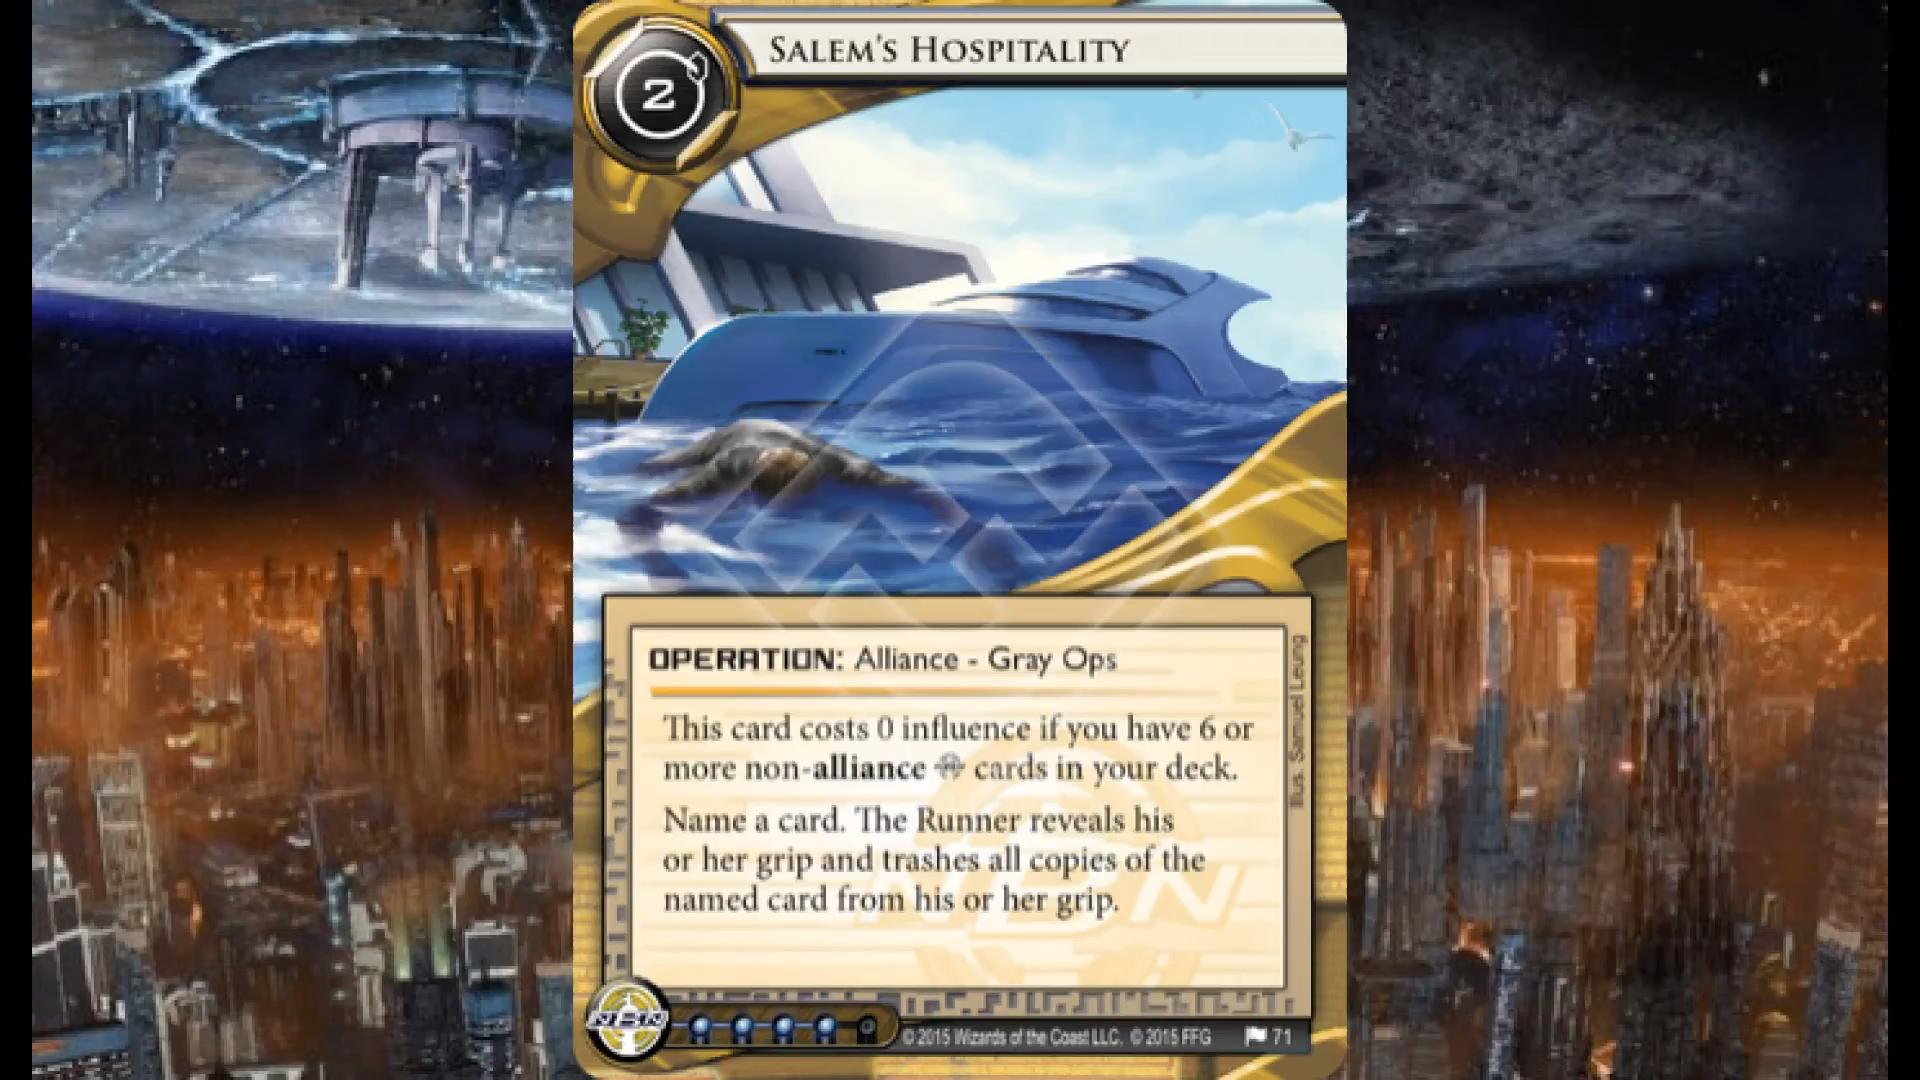 2
SALEM'S HOSPITALITY
OPERATION: Alliance - Gray Ops
This card costs 0 influence if you have 6 or
more non-alliance cards in your deck.
Name a card. The Runner reveals his
or her grip and trashes all copies of the
named card from his or her grip.
Illus. Samuel Leung
NBN
NBN
© 2015 Wizards of the Coast LLC. © 2015 FFG
71